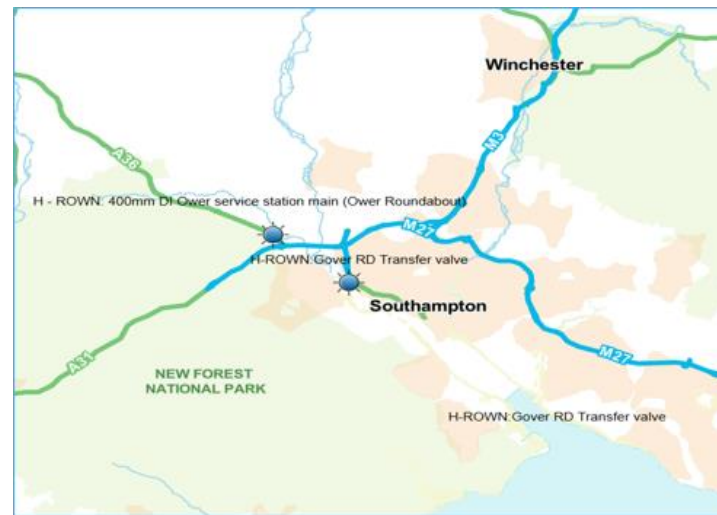 Winchester
M3
A36
H - ROWN: 400mm DI Ower service station main (Ower Roundabout)
M27
H-ROWN:Gover RD Transfer valve
Southampton
A31
M27
NEW FOREST
NATIONAL PARK
H-ROWN:Gover RD Transfer valve